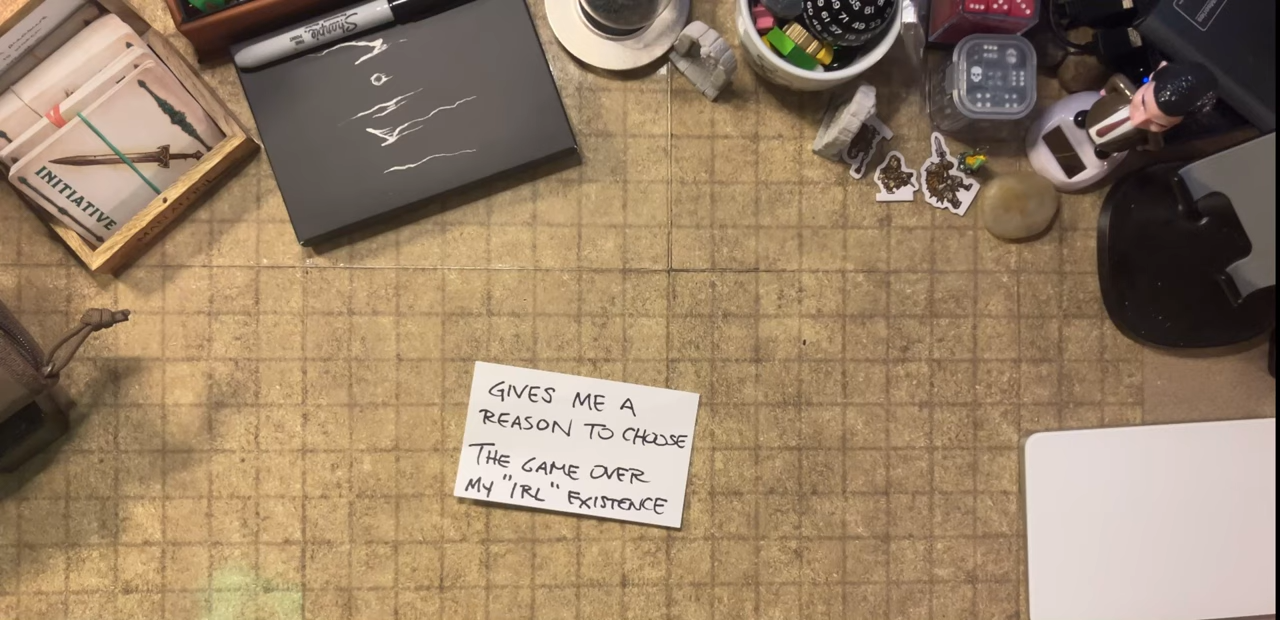 Sharpie
INITIATIVE
GIVES ME A
REASON TO CHOOSE
THE GAME OVER
MY "IRL" EXISTENCE